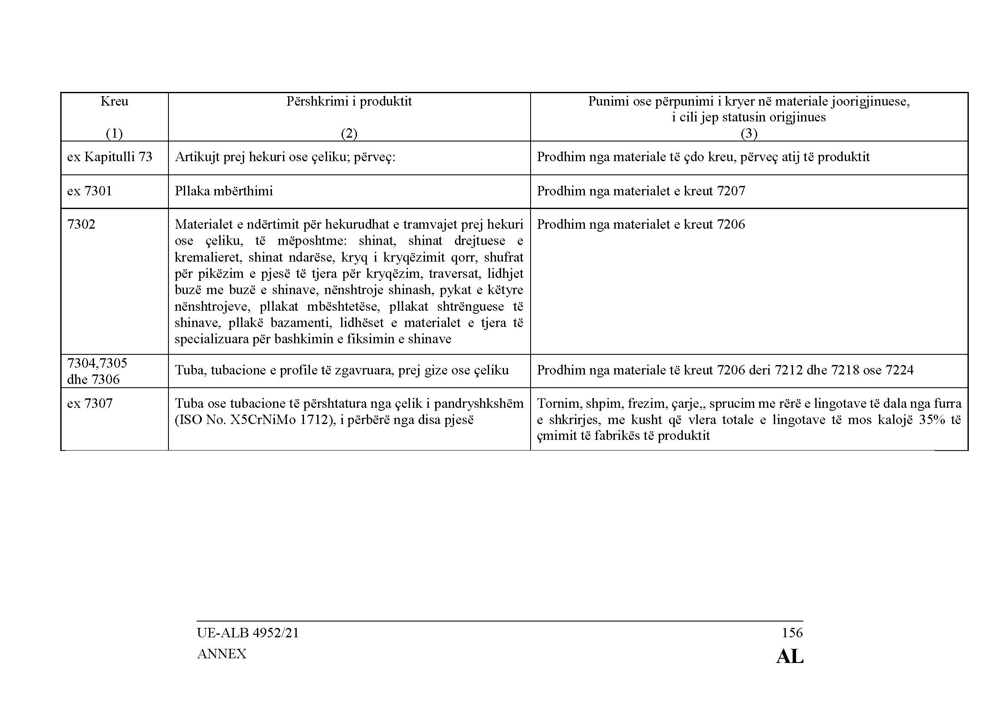 Kreu
(1)
Përshkrimi i produktit
(2)
Punimi ose përpunimi i kryer në materiale joorigjinuese,
i cili jep statusin origjinues
(3)
ex Kapitulli 73
Artikujt prej hekuri ose çeliku; përveç:
Prodhim nga materiale të çdo kreu, përveç atij të produktit
ex 7301
Pllaka mbërthimi
Prodhim nga materialet e kreut 7207
7302
Materialet e ndërtimit për hekurudhat e tramvajet prej hekuri
ose çeliku, të mëposhtme: shinat, shinat drejtuese e
kremalieret, shinat ndarëse, kryq i kryqëzimit qorr, shufrat
për pikëzim e pjesë të tjera për kryqëzim, traversat, lidhjet
buzë me buzë e shinave, nënshtroje shinash, pykat e këtyre
nënshtrojeve, pllakat mbështetëse, pllakat shtrënguese të
shinave, pllakë bazamenti, lidhëset e materialet e tjera të
specializuara për bashkimin e fiksimin e shinave
Prodhim nga materialet e kreut 7206
7304,7305
dhe 7306
Tuba, tubacione e profile të zgavruara, prej gize ose çeliku
Prodhim nga materiale të kreut 7206 deri 7212 dhe 7218 ose 7224
ex 7307
Tuba ose tubacione të përshtatura nga çelik i pandryshkshëm
(ISO No. X5CrNiMo 1712), i përbërë nga disa pjesë
Tornim, shpim, frezim, çarje,, sprucim me rërë e lingotave të dala nga furra
e shkrirjes, me kusht që vlera totale e lingotave të mos kalojë 35% të
çmimit të fabrikës të produktit
UE-ALB 4952/21
156
ANNEX
AL